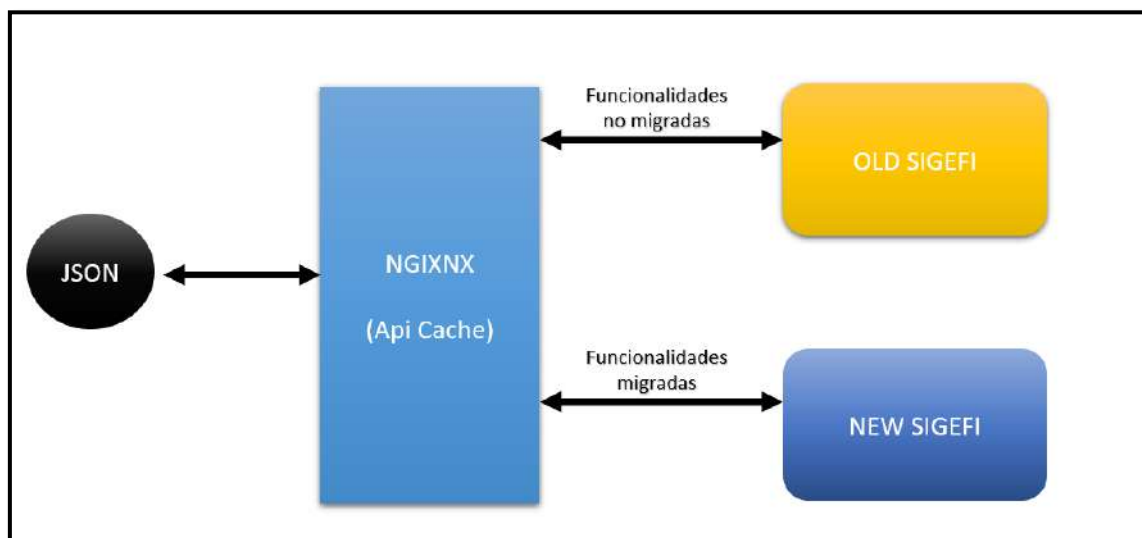 Funcionalidades
no migradas
OLD SIGEFI
JSON
NGIXNX
(Api Cache)
Funcionalidades
migradas
NEW SIGEFI